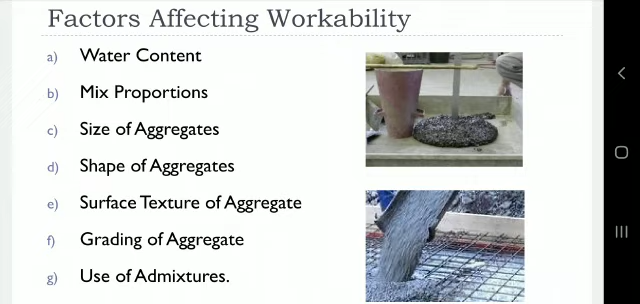 Factors Affecting Workability
a) Water Content
b) Mix Proportions
c) Size of Aggregates
d) Shape of Aggregates
e) Surface Texture of Aggregate
f) Grading of Aggregate
g) Use of Admixtures.